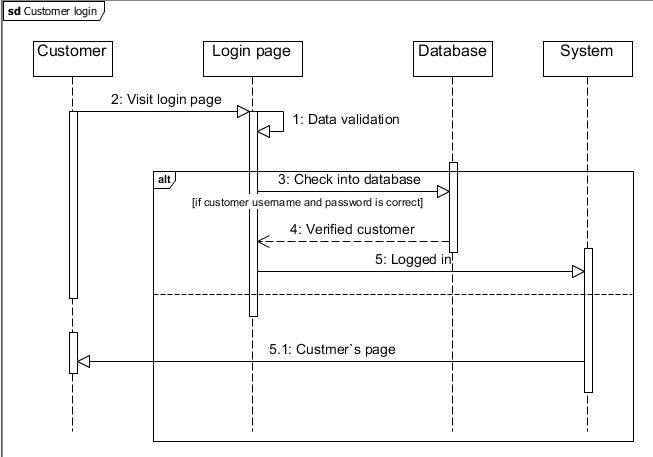 sd Customer login
Customer
Login page
Database
System
2: Visit login page
1: Data validation
alt
3: Check into database
[if customer username and password is correct]
4: Verified customer
5: Logged in
5.1: Custmer`s page